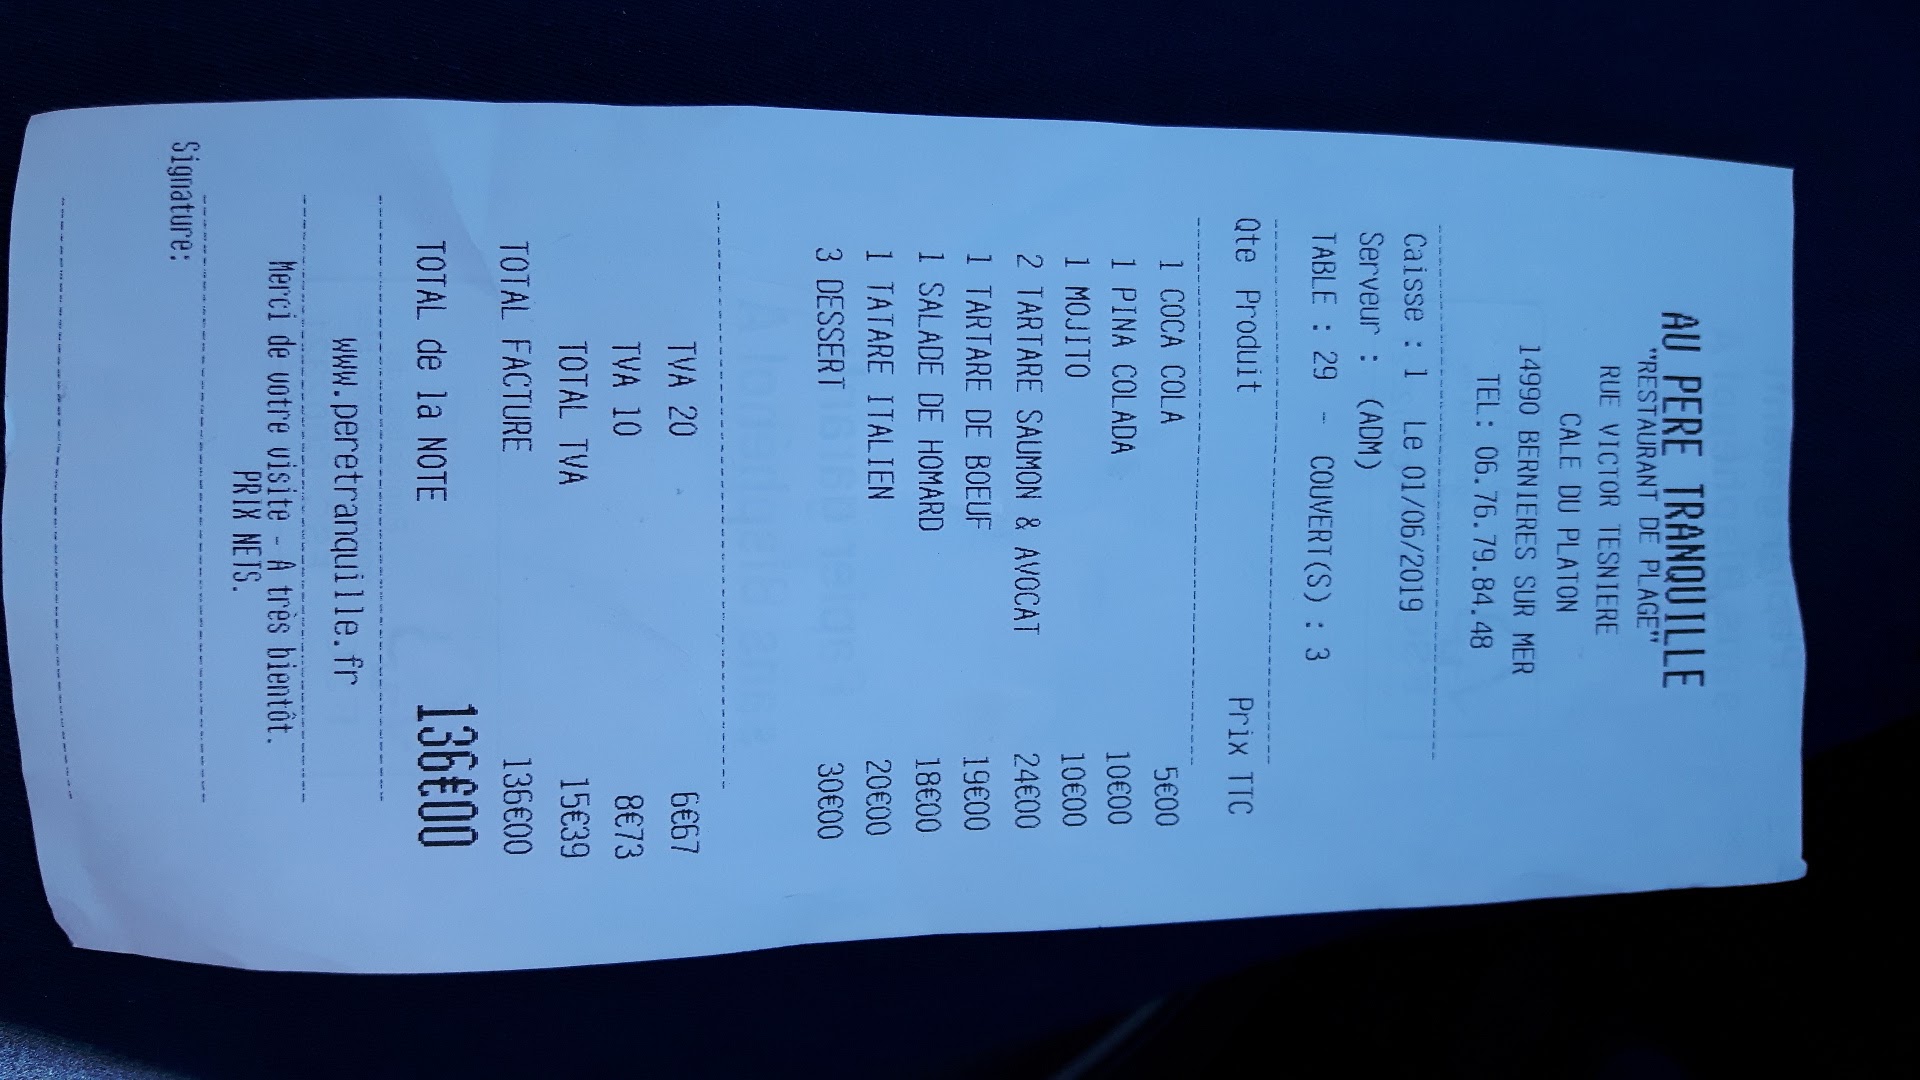 AU PERE TRANQUILLE
"RESTAURANT DE PLAGE"
RUE VICTOR TESNIERE
CALE DU PLATON
14990 BERNIERES SUR MER
TEL: 06.76.79.84.48
Caisse : 1 Le 01/06/2019
Serveur : (ADM)
TABLE : 29 - COUVERT(S) : 3
Qte Produit Prix TTC
1 COCA COLA 5€00
1 PINA COLADA 10€00
1 MOJITO 10€00
2 TARTARE SAUMON & AVOCAT 24€00
1 TARTARE DE BOEUF 19€00
1 SALADE DE HOMARD 18€00
1 TATARE ITALIEN 20€00
3 DESSERT 30€00
TVA 20 6€67
TVA 10 8€73
TOTAL TVA 15€39
TOTAL FACTURE 136€00
TOTAL de la NOTE 136€00
www.peretranquille.fr
Merci de votre visite - A très bientôt.
PRIX NETS.
Signature: